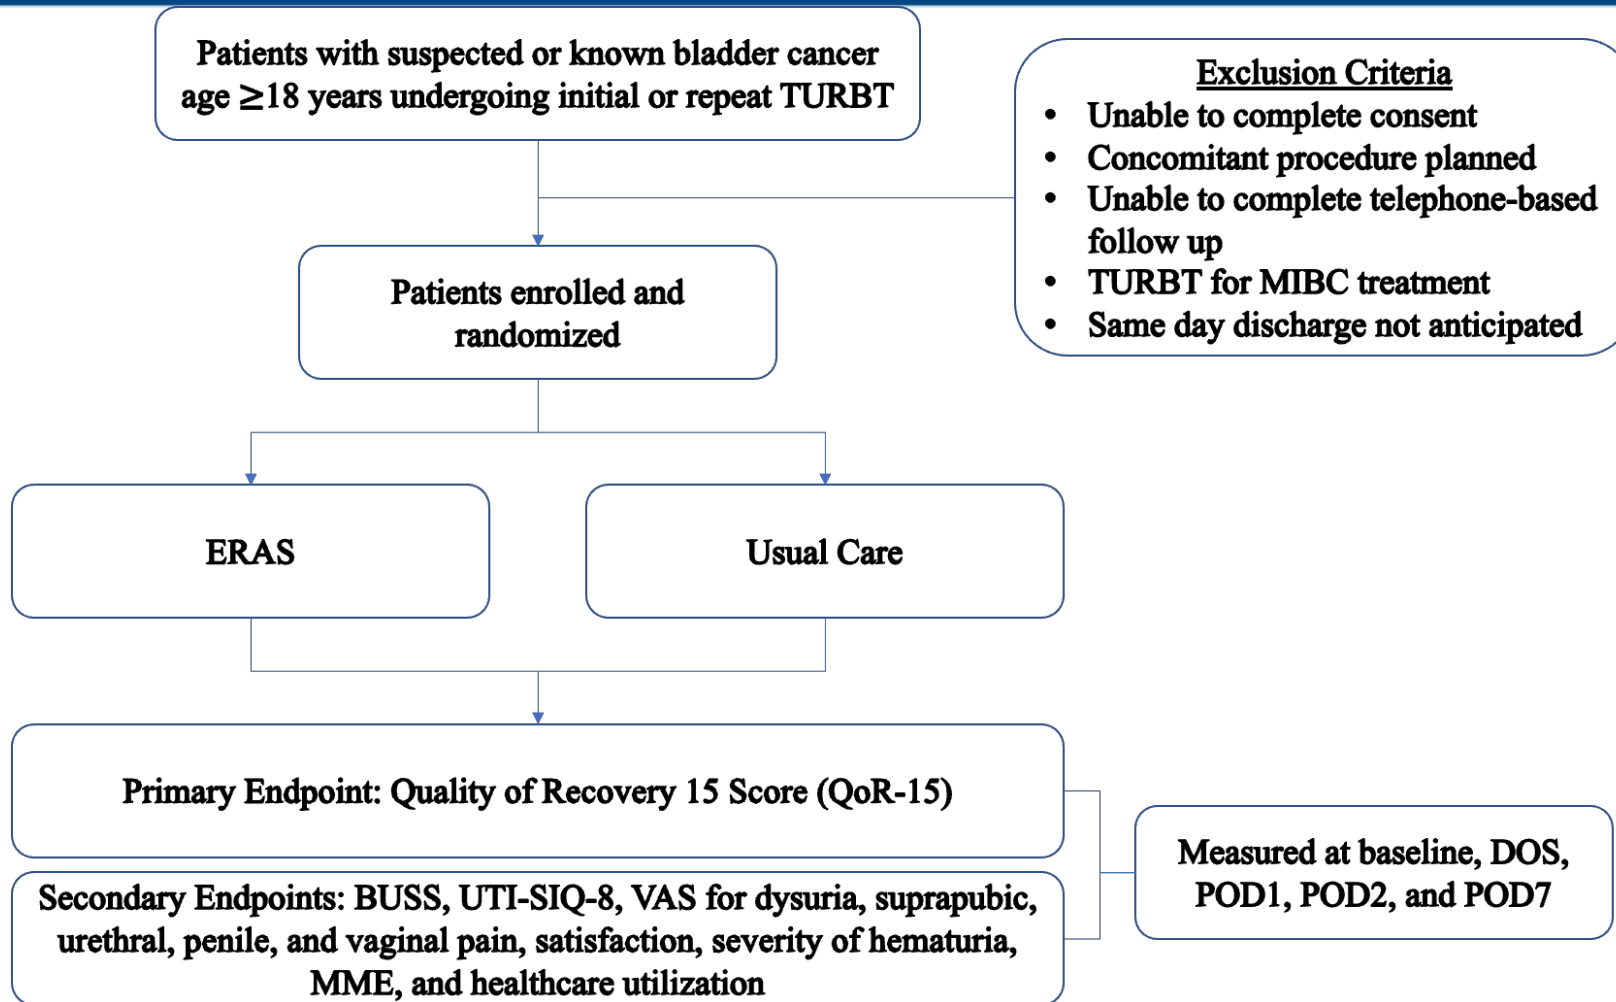 Patients with suspected or known bladder cancer
age ≥18 years undergoing initial or repeat TURBT
Exclusion Criteria
• Unable to complete consent
• Concomitant procedure planned
• Unable to complete telephone-based
follow up
• TURBT for MIBC treatment
• Same day discharge not anticipated
Patients enrolled and
randomized
ERAS
Usual Care
Primary Endpoint: Quality of Recovery 15 Score (QoR-15)
Secondary Endpoints: BUSS, UTI-SIQ-8, VAS for dysuria, suprapubic,
urethral, penile, and vaginal pain, satisfaction, severity of hematuria,
MME, and healthcare utilization
Measured at baseline, DOS,
POD1, POD2, and POD7